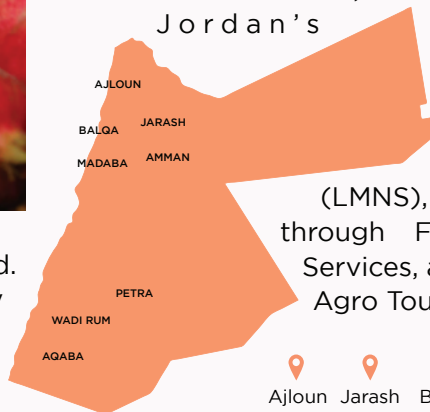 Jordan's
AJLOUN
JARASH
BALQA
AMMAN
MADABA
(LMNS),
through F
Services, a
d.
Agro Tou
PETRA
WADI RUM
AQABA
Ajloun Jarash B